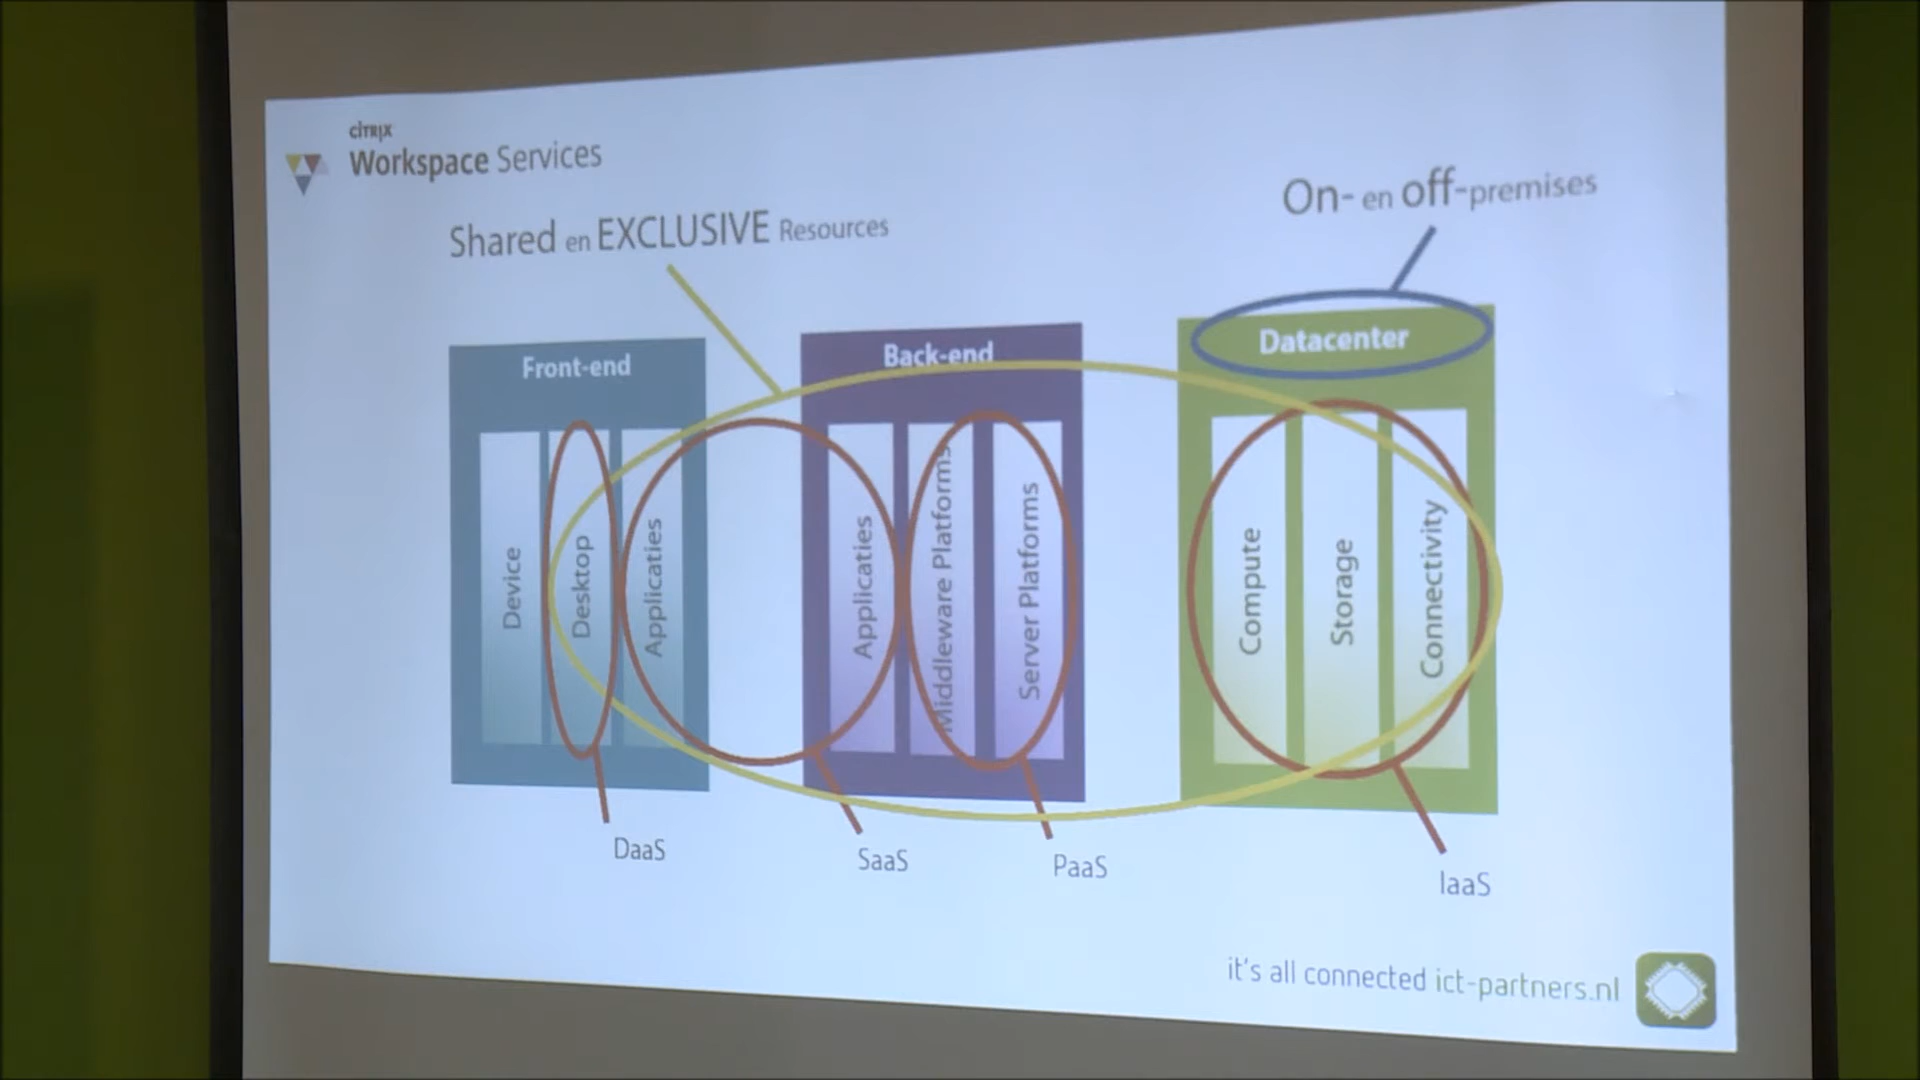 CITRIX
Workspace Services
Shared en EXCLUSIVE Resources
On- en off-premises
Front-end
Device
Desktop
Applicaties
Back-end
Applicaties
Middleware Platforms
Server Platforms
Datacenter
Compute
Storage
Connectivity
DaaS
SaaS
PaaS
IaaS
it's all connected ict-partners.nl